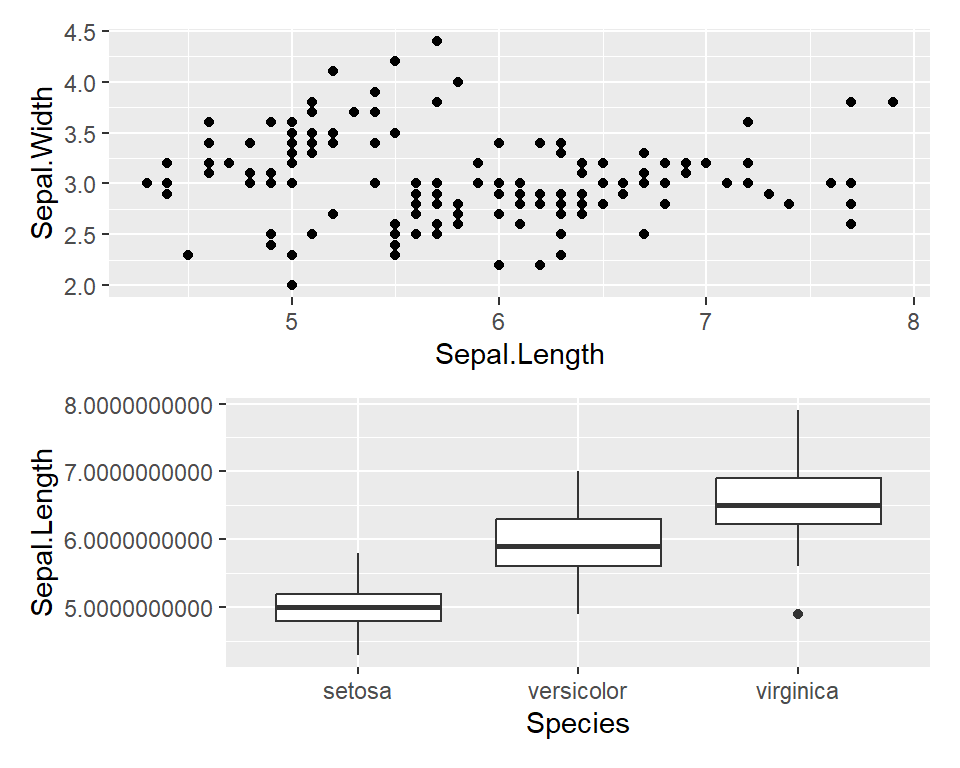 Sepal.Width
4.5
4.0
3.5
3.0
2.5
2.0
5 6 7 8
Sepal.Length
Sepal.Length
8.0000000000
7.0000000000
6.0000000000
5.0000000000
setosa versicolor virginica
Species